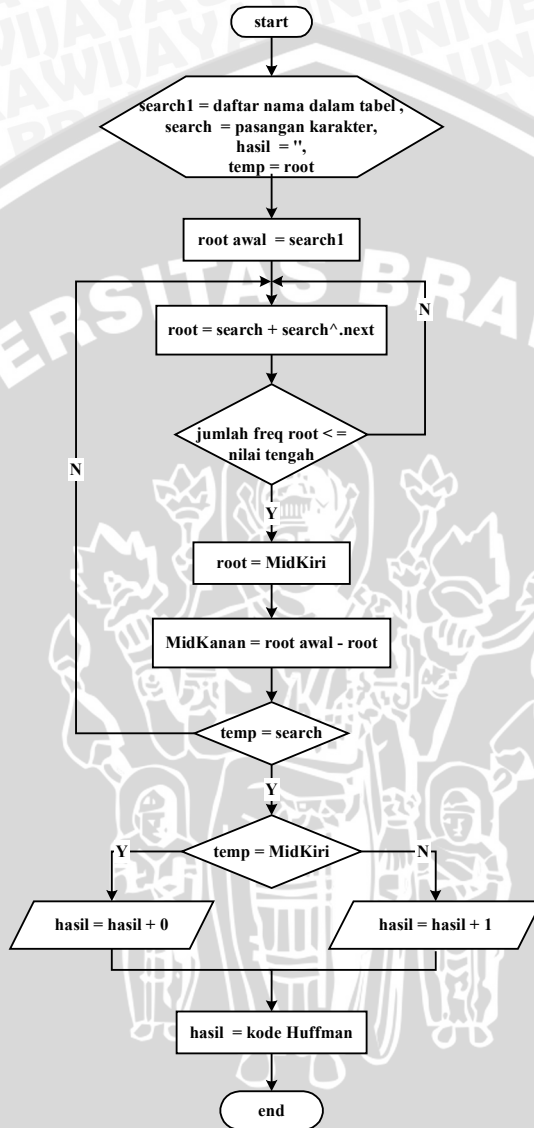 start
search1 = daftar nama dalam tabel ,
search = pasangan karakter,
hasil = '',
temp = root
root awal = search1
root = search + search^.next
N
jumlah freq root < =
nilai tengah
N
Y
root = MidKiri
MidKanan = root awal - root
temp = search
Y
Y
temp = MidKiri
N
hasil = hasil + 0
hasil = hasil + 1
hasil = kode Huffman
end